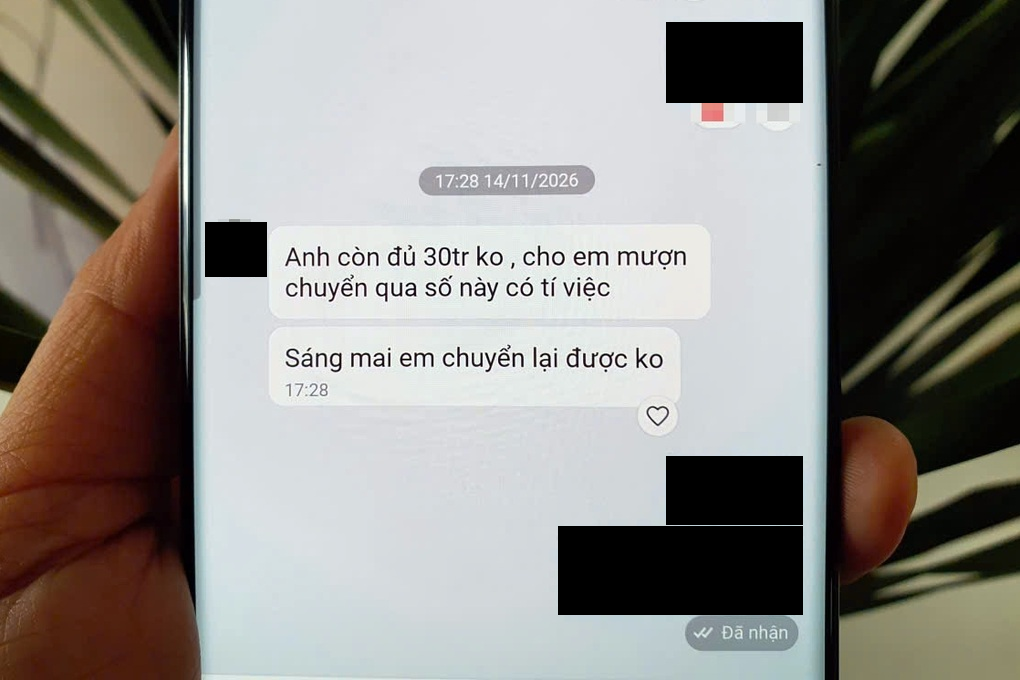 17:28 14/11/2026
Anh còn đủ 30tr ko , cho em mượn
chuyển qua số này có tí việc
Sáng mai em chuyển lại được ko
17:28
Đã nhận